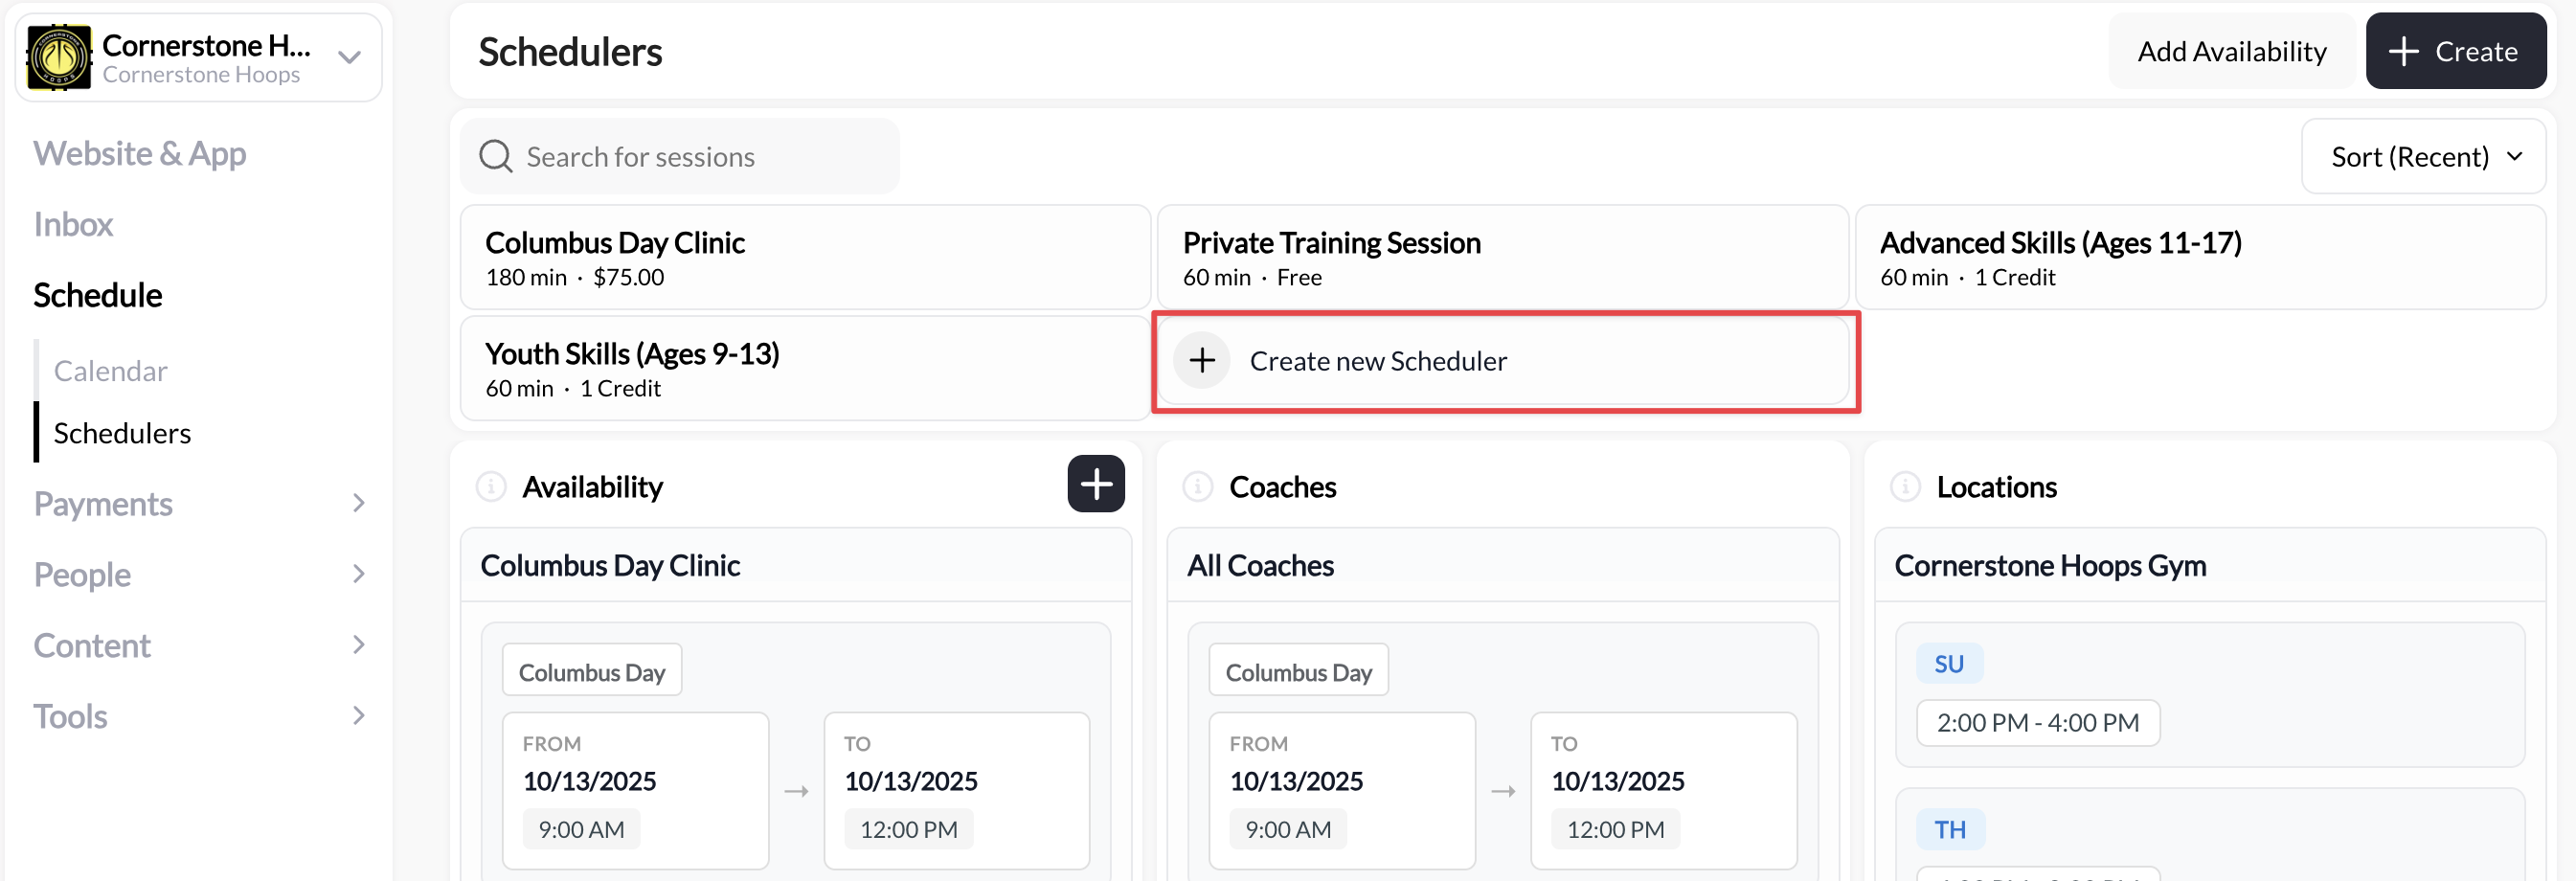 Cornerstone H...
Cornerstone Hoops
Website & App
Inbox
Schedule
Calendar
Schedulers
Payments
People
Content
Tools
Schedulers
Add Availability
Create
Search for sessions
Sort (Recent)
Columbus Day Clinic
180 min · $75.00
Private Training Session
60 min · Free
Advanced Skills (Ages 11-17)
60 min · 1 Credit
Youth Skills (Ages 9-13)
60 min · 1 Credit
Create new Scheduler
Availability
Columbus Day Clinic
Columbus Day
FROM
10/13/2025
9:00 AM
TO
10/13/2025
12:00 PM
Coaches
All Coaches
Columbus Day
FROM
10/13/2025
9:00 AM
TO
10/13/2025
12:00 PM
Locations
Cornerstone Hoops Gym
SU
2:00 PM - 4:00 PM
TH